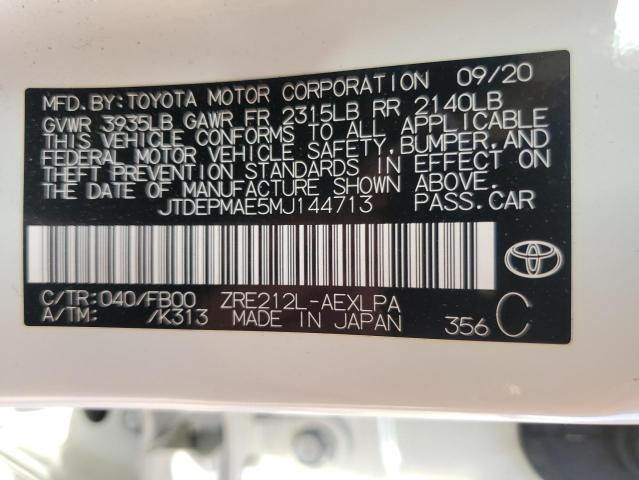 MFD. BY: TOYOTA MOTOR CORPORATION 09/20
GVWR 3935LB GAWR FR 2315LB RR 2140LB
THIS VEHICLE CONFORMS TO ALL APPLICABLE
FEDERAL MOTOR VEHICLE SAFETY, BUMPER, AND
THEFT PREVENTION STANDARDS IN EFFECT ON
THE DATE OF MANUFACTURE SHOWN ABOVE.
JTDEPMAE5MJ144713 PASS.CAR
C/TR: 040/FB00 ZRE212L-AEXLPA
A/TM: /K313 MADE IN JAPAN 356 C